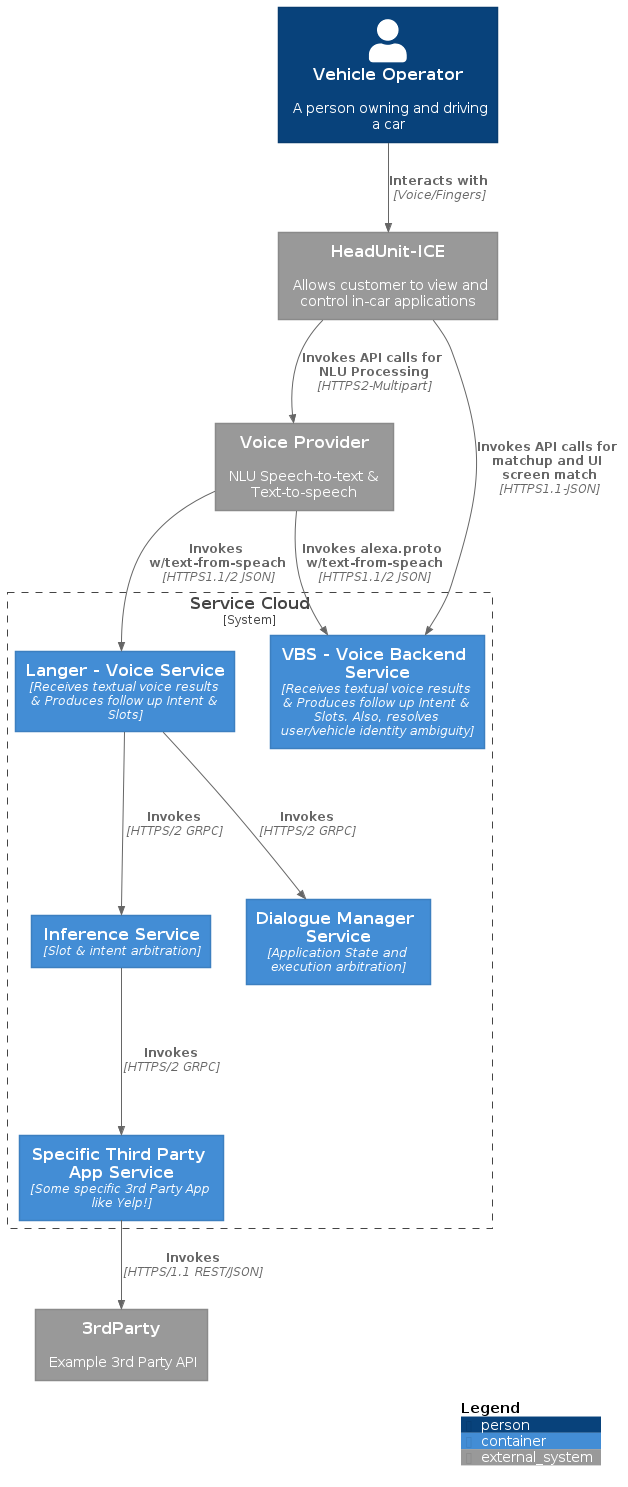 Vehicle Operator
A person owning and driving
a car
Interacts with
[Voice/Fingers]
HeadUnit-ICE
Allows customer to view and
control in-car applications
Invokes API calls for
NLU Processing
[HTTPS2-Multipart]
Invokes API calls for
matchup and UI
screen match
[HTTPS1.1-JSON]
Voice Provider
NLU Speech-to-text &
Text-to-speech
Invokes
w/text-from-speach
[HTTPS1.1/2 JSON]
Invokes alexa.proto
w/text-from-speach
[HTTPS1.1/2 JSON]
Service Cloud
[System]
Langer - Voice Service
[Receives textual voice results
& Produces follow up Intent &
Slots]
VBS - Voice Backend
Service
[Receives textual voice results
& Produces follow up Intent &
Slots. Also, resolves
user/vehicle identity ambiguity]
Invokes
[HTTPS/2 GRPC]
Invokes
[HTTPS/2 GRPC]
Inference Service
[Slot & intent arbitration]
Dialogue Manager
Service
[Application State and
execution arbitration]
Invokes
[HTTPS/2 GRPC]
Specific Third Party
App Service
[Some specific 3rd Party App
like Yelp!]
Invokes
[HTTPS/1.1 REST/JSON]
3rdParty
Example 3rd Party API
Legend
person
container
external_system